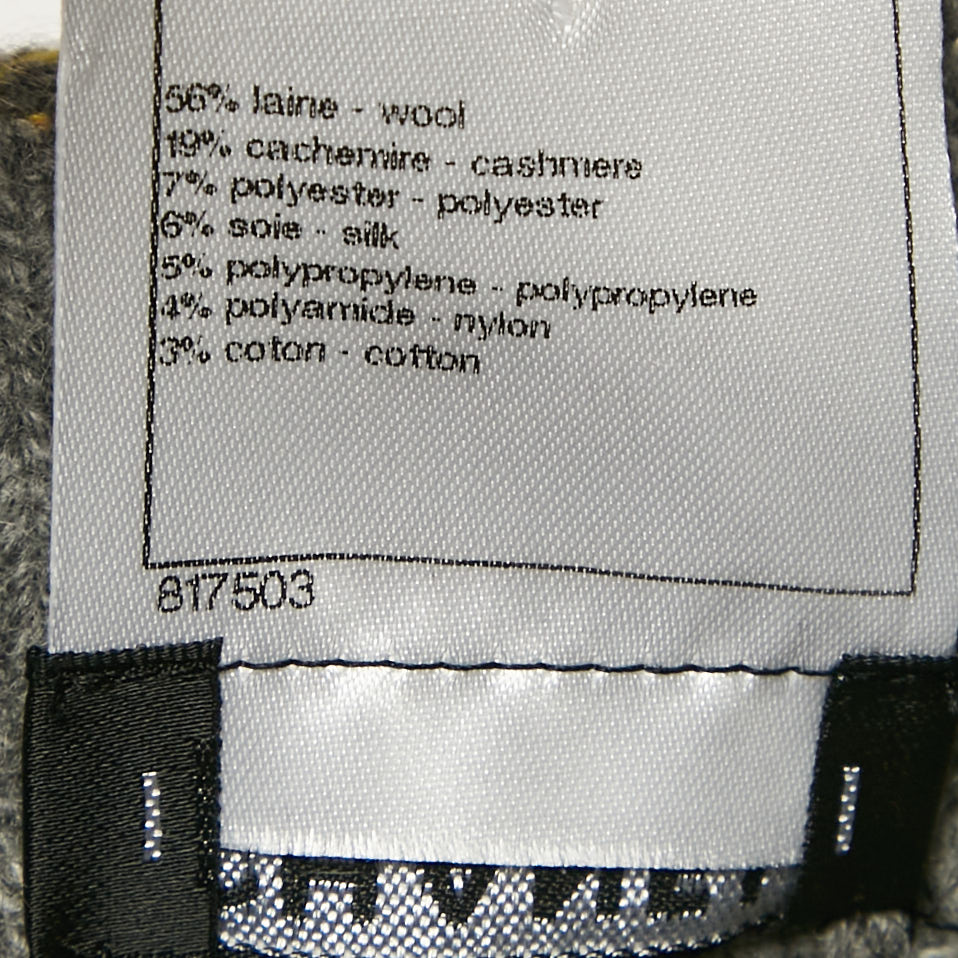 56% laine - wool
19% cachemire - cashmere
7% polyester - polyester
6% soie - silk
5% polypropylene - polypropylene
4% polyamide - nylon
3% coton - cotton
817503